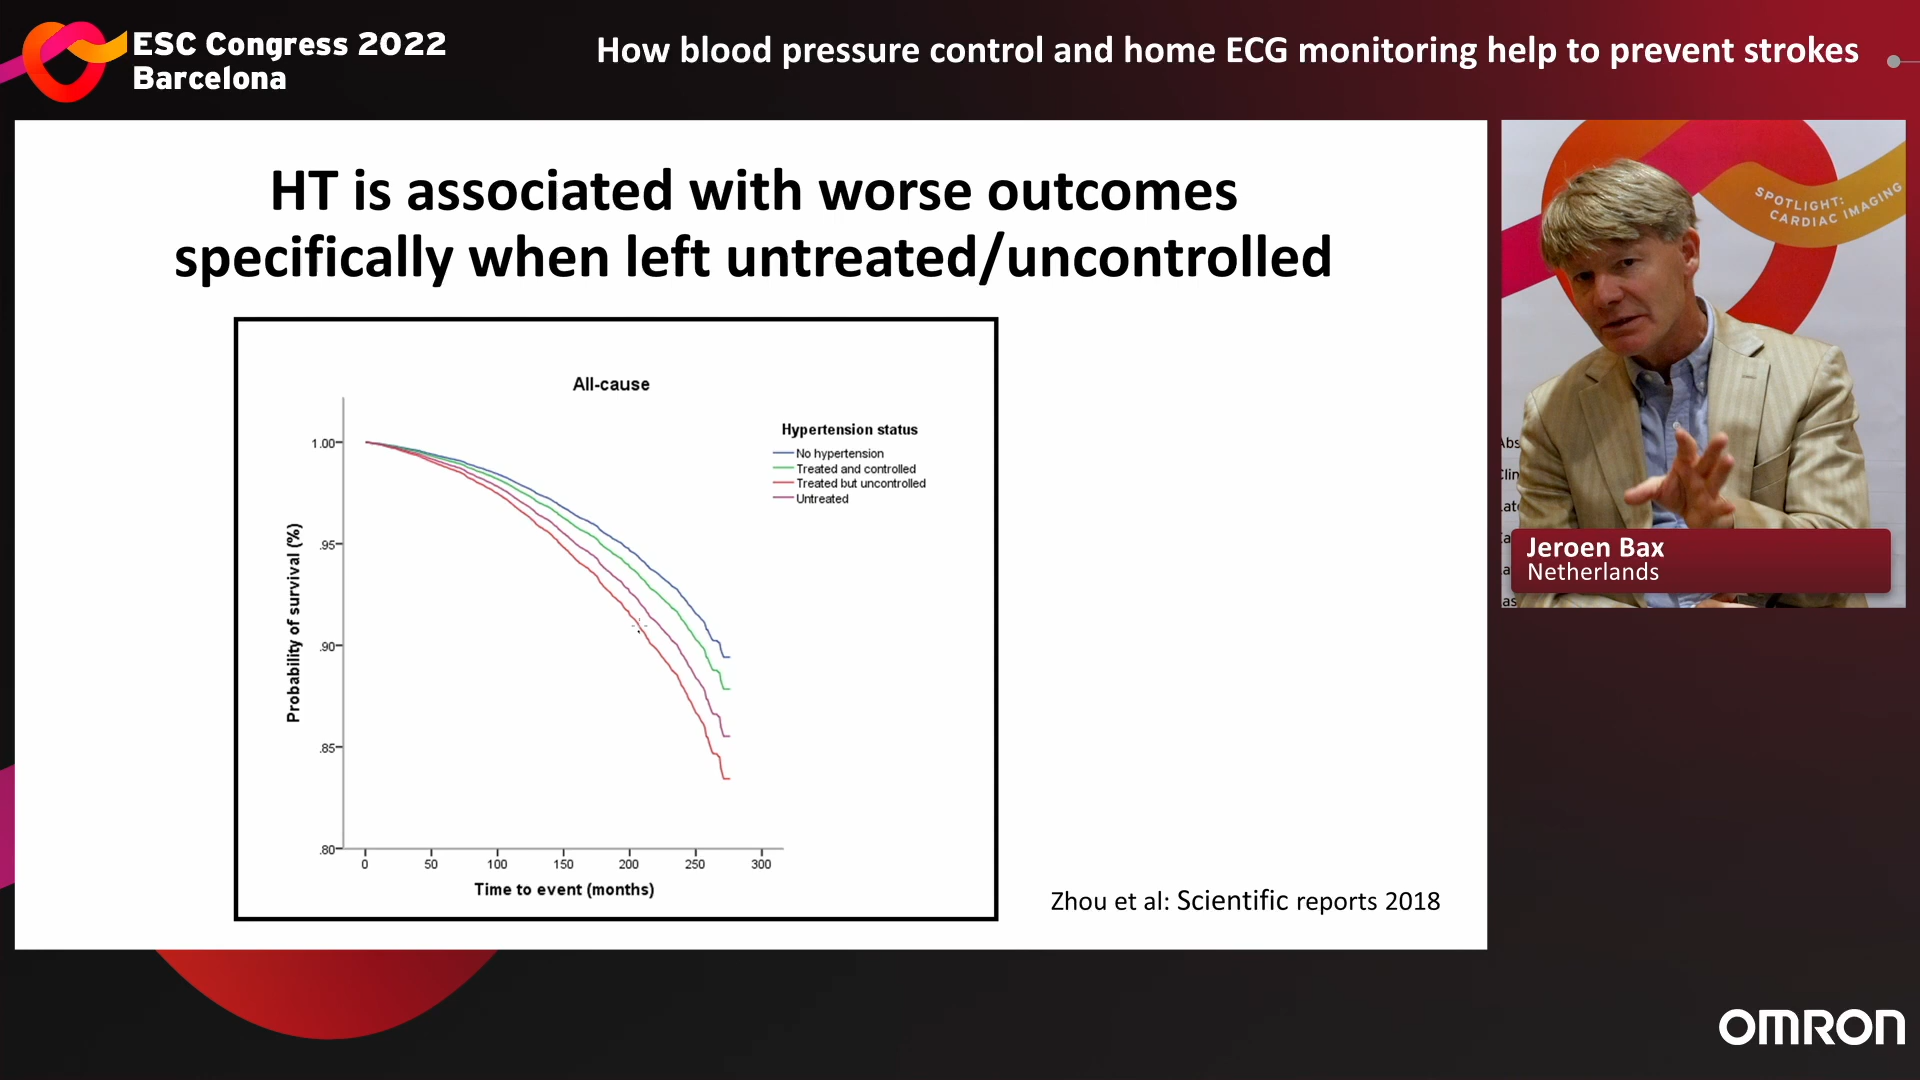 ESC Congress 2022
Barcelona
How blood pressure control and home ECG monitoring help to prevent strokes
HT is associated with worse outcomes
specifically when left untreated/uncontrolled
All-cause
Hypertension status
No hypertension
Treated and controlled
Treated but uncontrolled
Untreated
Probability of survival (%)
1.00
.95
.90
.85
.80
0 50 100 150 200 250 300
Time to event (months)
Zhou et al: Scientific reports 2018
SPOTLIGHT:
CARDIAC IMAGING
Jeroen Bax
Netherlands
OMRON